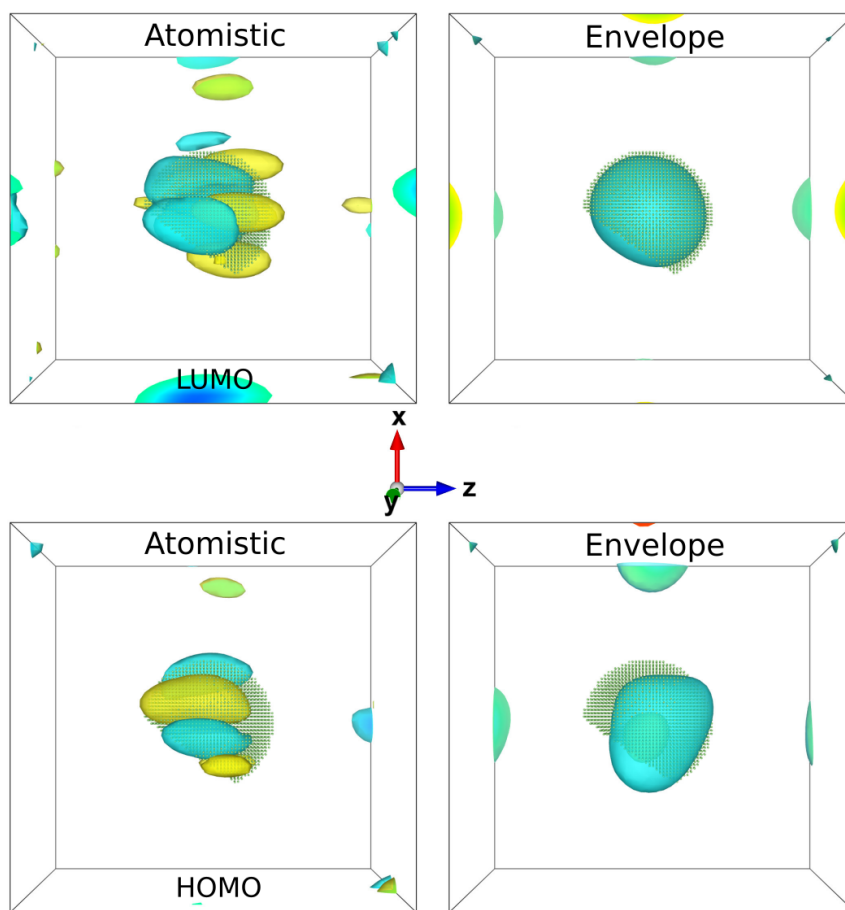 Atomistic
Envelope
LUMO
x
y
z
Atomistic
Envelope
HOMO